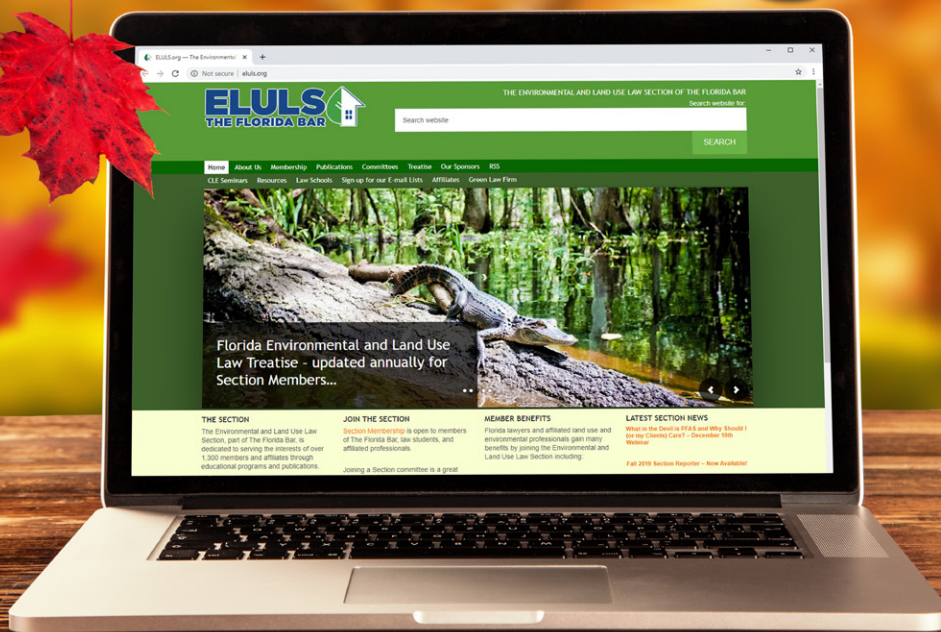 ELULS.org — The Environmental
Not secure | eluls.org
ELULS
THE FLORIDA BAR
THE ENVIRONMENTAL AND LAND USE LAW SECTION OF THE FLORIDA BAR
Search website for:
Search website
SEARCH
Home About Us Membership Publications Committees Treatise Our Sponsors RSS
CLE Seminars Resources Law Schools Sign-up for our E-mail Lists Affiliates Green Law Firm
Florida Environmental and Land Use
Law Treatise - updated annually for
Section Members...
THE SECTION
The Environmental and Land Use Law
Section, part of The Florida Bar, is
dedicated to serving the interests of over
1,300 members and affiliates through
educational programs and publications.
JOIN THE SECTION
Section Membership is open to members
of The Florida Bar, law students, and
affiliated professionals.
Joining a Section committee is a great
MEMBER BENEFITS
Florida lawyers and affiliated land use and
environmental professionals gain many
benefits by joining the Environmental and
Land Use Law Section including:
LATEST SECTION NEWS
What in the Devil is PFAS and Why Should I
(or my Clients) Care? – December 10th
Webinar
Fall 2019 Section Reporter – Now Available!